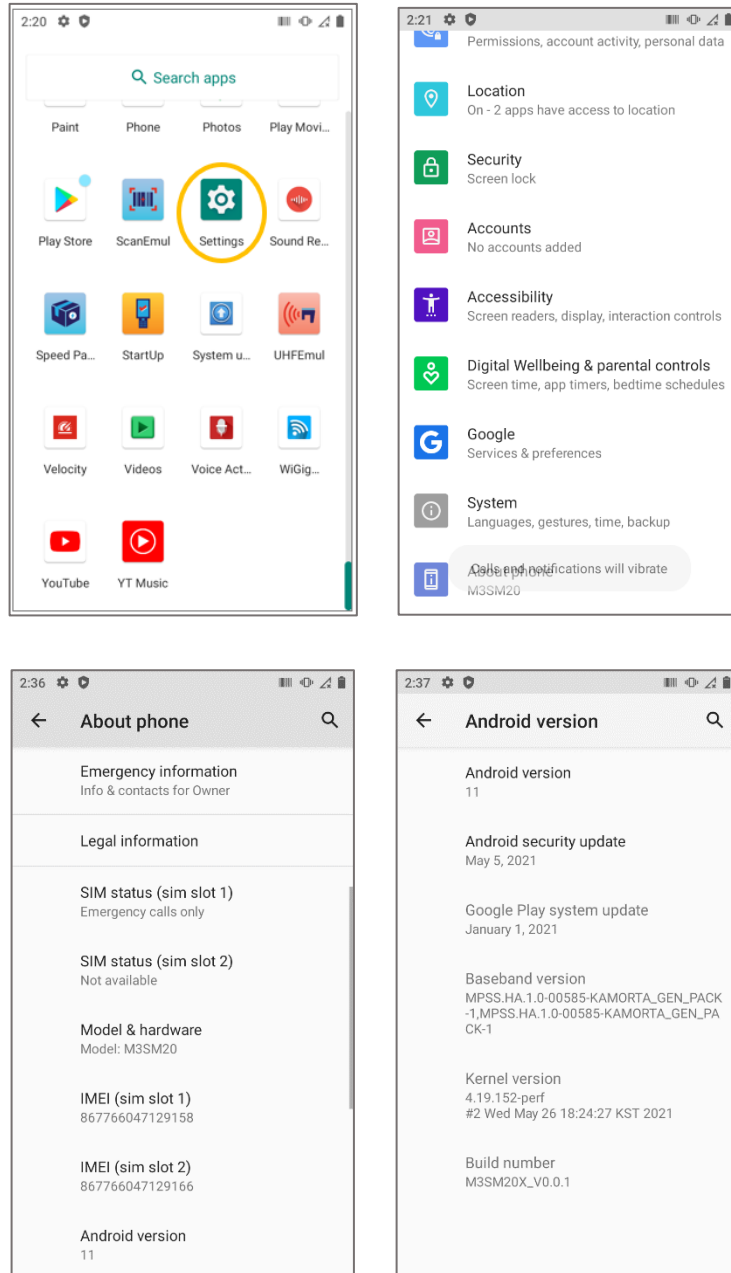 2:20
Search apps
Paint Phone Photos Play Movi...
Play Store ScanEmul Settings Sound Re...
Speed Pa... StartUp System u... UHFEmul
Velocity Videos Voice Act... WiGig...
YouTube YT Music
2:21
Permissions, account activity, personal data
Location
On - 2 apps have access to location
Security
Screen lock
Accounts
No accounts added
Accessibility
Screen readers, display, interaction controls
Digital Wellbeing & parental controls
Screen time, app timers, bedtime schedules
Google
Services & preferences
System
Languages, gestures, time, backup
About phone
Calls and notifications will vibrate
M3SM20
2:36
About phone
Emergency information
Info & contacts for Owner
Legal information
SIM status (sim slot 1)
Emergency calls only
SIM status (sim slot 2)
Not available
Model & hardware
Model: M3SM20
IMEI (sim slot 1)
867766047129158
IMEI (sim slot 2)
867766047129166
Android version
11
2:37
Android version
Android version
11
Android security update
May 5, 2021
Google Play system update
January 1, 2021
Baseband version
MPSS.HA.1.0-00585-KAMORTA_GEN_PACK
-1,MPSS.HA.1.0-00585-KAMORTA_GEN_PA
CK-1
Kernel version
4.19.152-perf
#2 Wed May 26 18:24:27 KST 2021
Build number
M3SM20X_V0.0.1